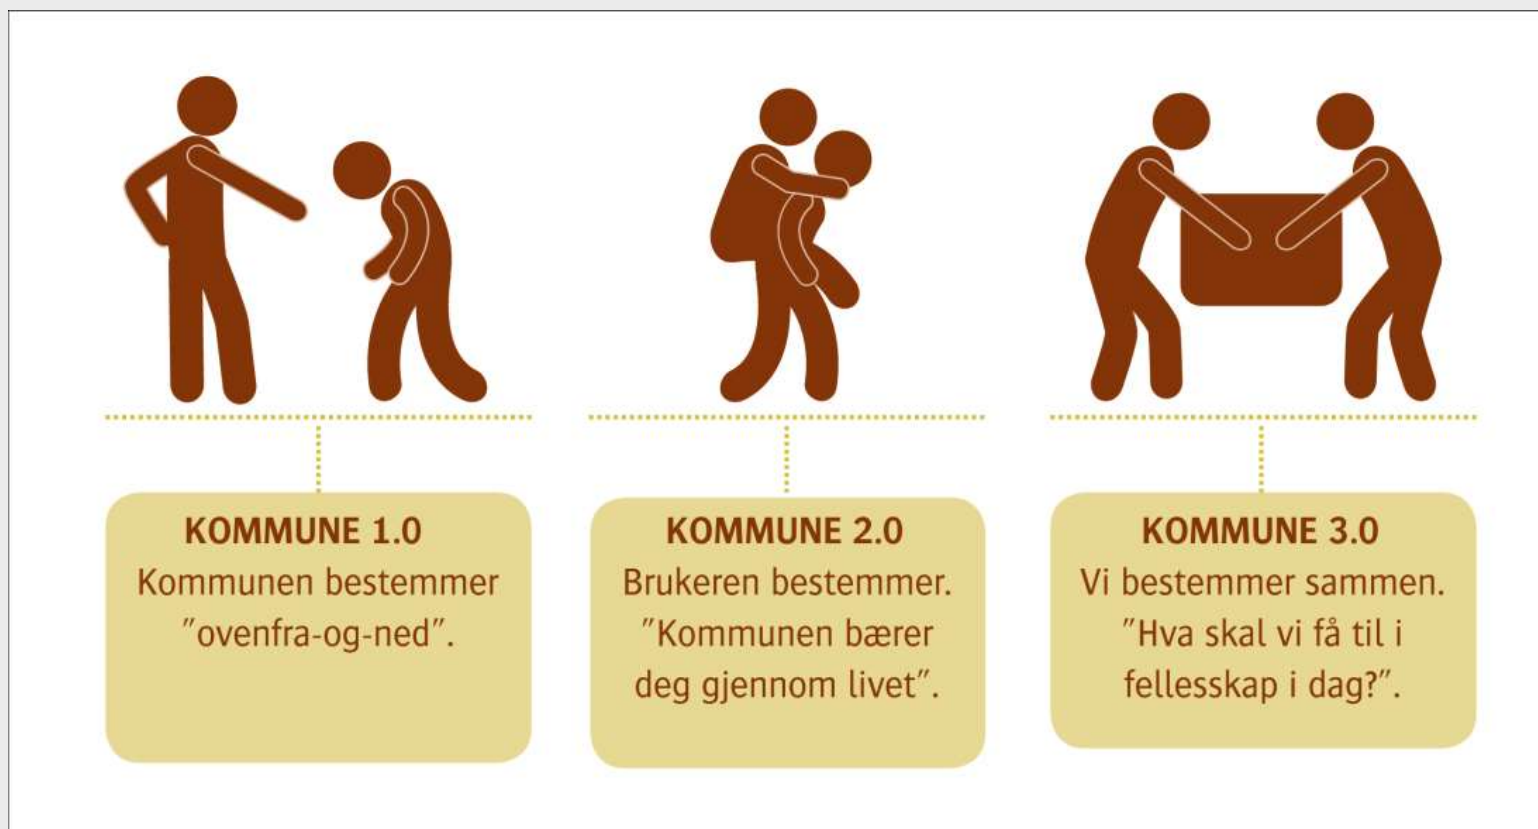 KOMMUNE 1.0
Kommunen bestemmer
"ovenfra-og-ned".
KOMMUNE 2.0
Brukeren bestemmer.
"Kommunen bærer
deg gjennom livet".
KOMMUNE 3.0
Vi bestemmer sammen.
"Hva skal vi få til i
fellesskap i dag?".